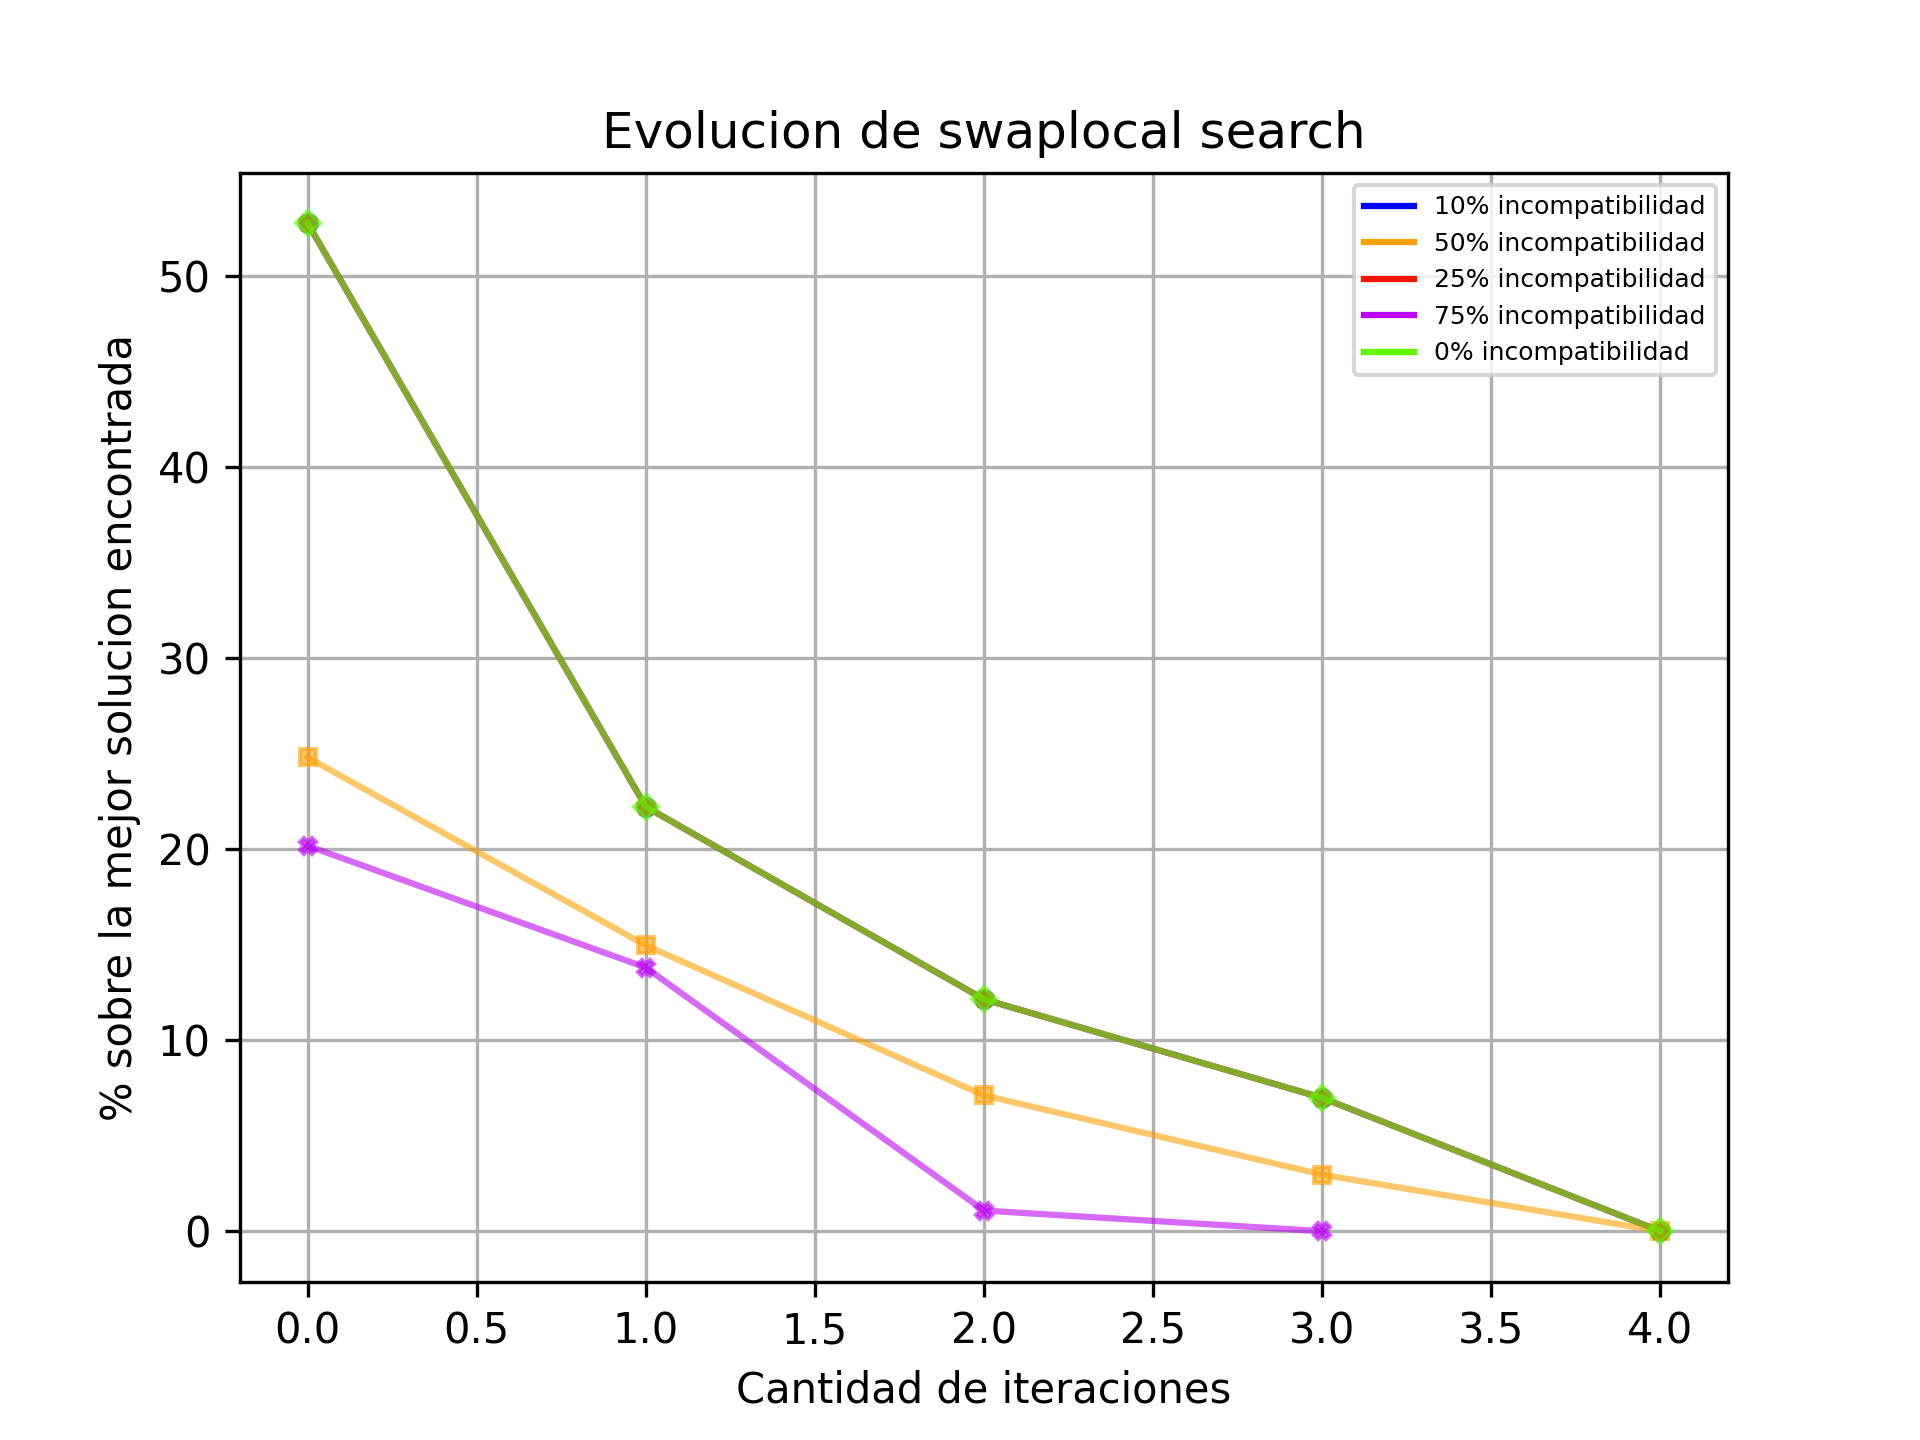 Evolucion de swaplocal search
10% incompatibilidad
50% incompatibilidad
25% incompatibilidad
75% incompatibilidad
0% incompatibilidad
% sobre la mejor solucion encontrada
50
40
30
20
10
0
0.0 0.5 1.0 1.5 2.0 2.5 3.0 3.5 4.0
Cantidad de iteraciones